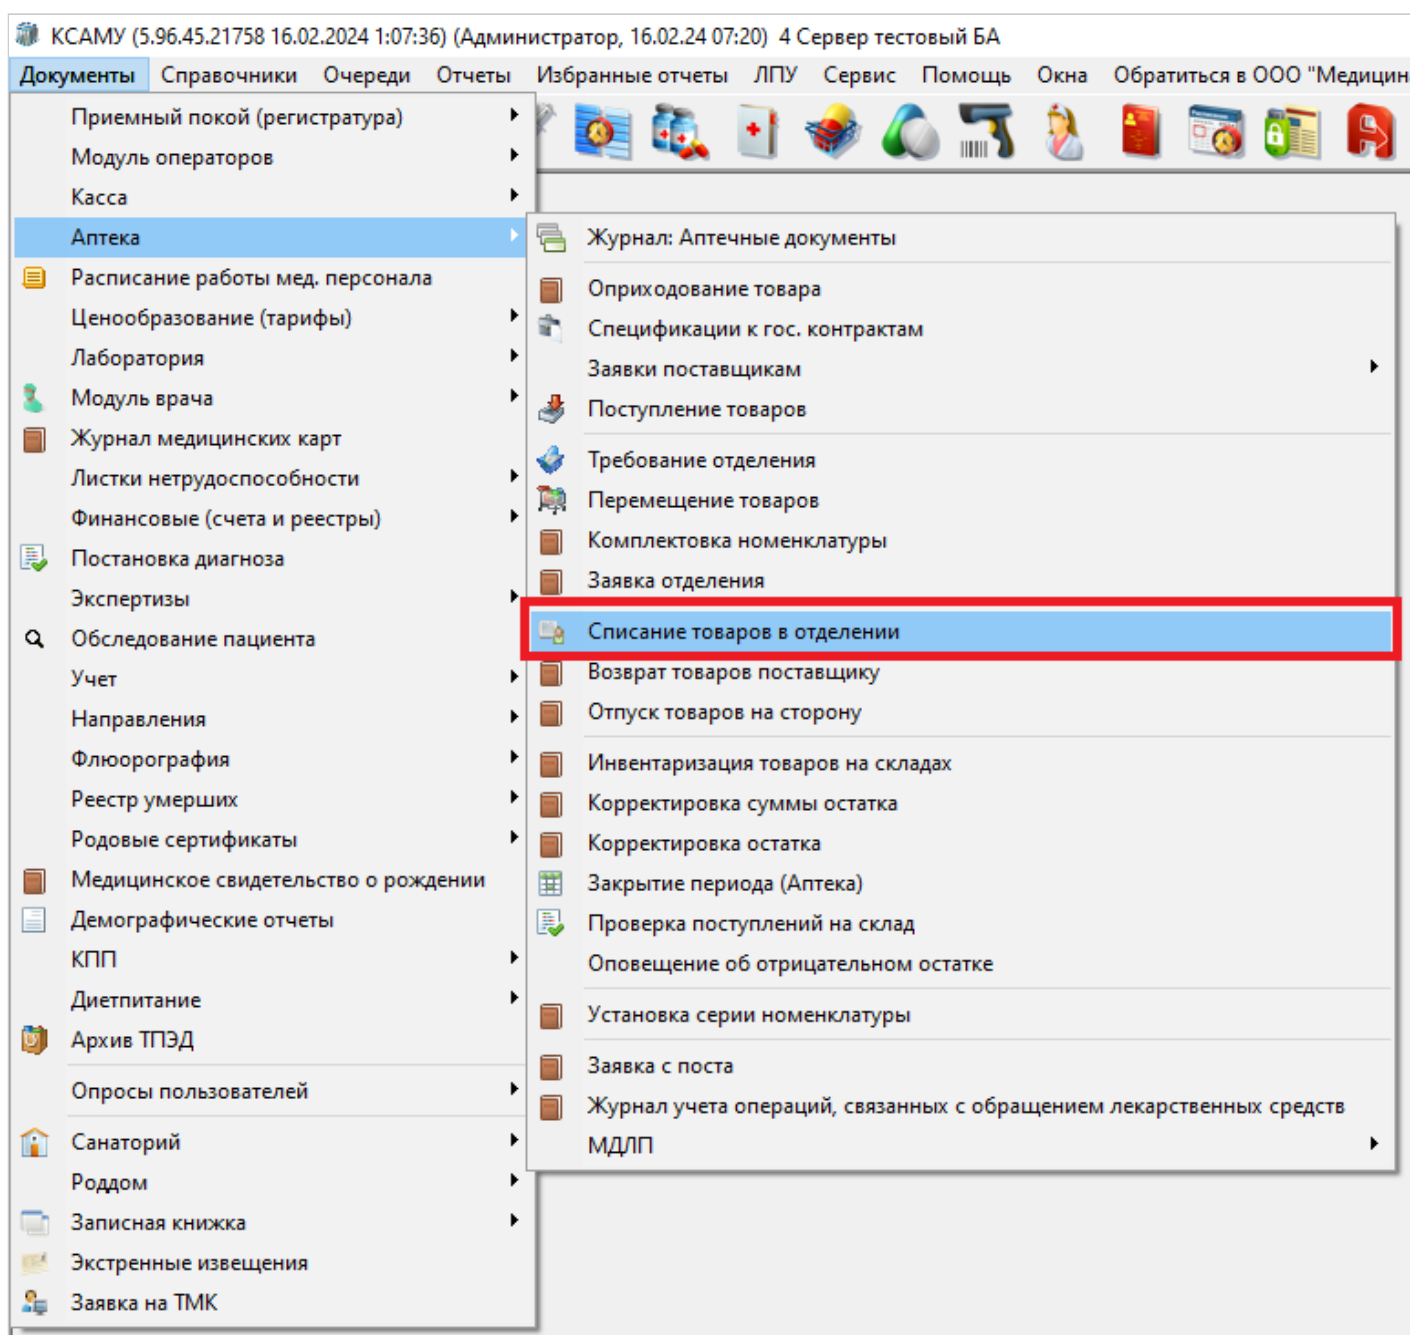 КСАМУ (5.96.45.21758 16.02.2024 1:07:36) (Администратор, 16.02.24 07:20) 4 Сервер тестовый БА
Документы Справочники Очереди Отчеты Избранные отчеты ЛПУ Сервис Помощь Окна Обратиться в ООО "Медицин
Приемный покой (регистратура)
Модуль операторов
Касса
Аптека
Расписание работы мед. персонала
Ценообразование (тарифы)
Лаборатория
Модуль врача
Журнал медицинских карт
Листки нетрудоспособности
Финансовые (счета и реестры)
Постановка диагноза
Экспертизы
Обследование пациента
Учет
Направления
Флюорография
Реестр умерших
Родовые сертификаты
Медицинское свидетельство о рождении
Демографические отчеты
КПП
Диетпитание
Архив ТПЭД
Опросы пользователей
Санаторий
Роддом
Записная книжка
Экстренные извещения
Заявка на ТМК
Журнал: Аптечные документы
Оприходование товара
Спецификации к гос. контрактам
Заявки поставщикам
Поступление товаров
Требование отделения
Перемещение товаров
Комплектовка номенклатуры
Заявка отделения
Списание товаров в отделении
Возврат товаров поставщику
Отпуск товаров на сторону
Инвентаризация товаров на складах
Корректировка суммы остатка
Корректировка остатка
Закрытие периода (Аптека)
Проверка поступлений на склад
Оповещение об отрицательном остатке
Установка серии номенклатуры
Заявка с поста
Журнал учета операций, связанных с обращением лекарственных средств
МДЛП